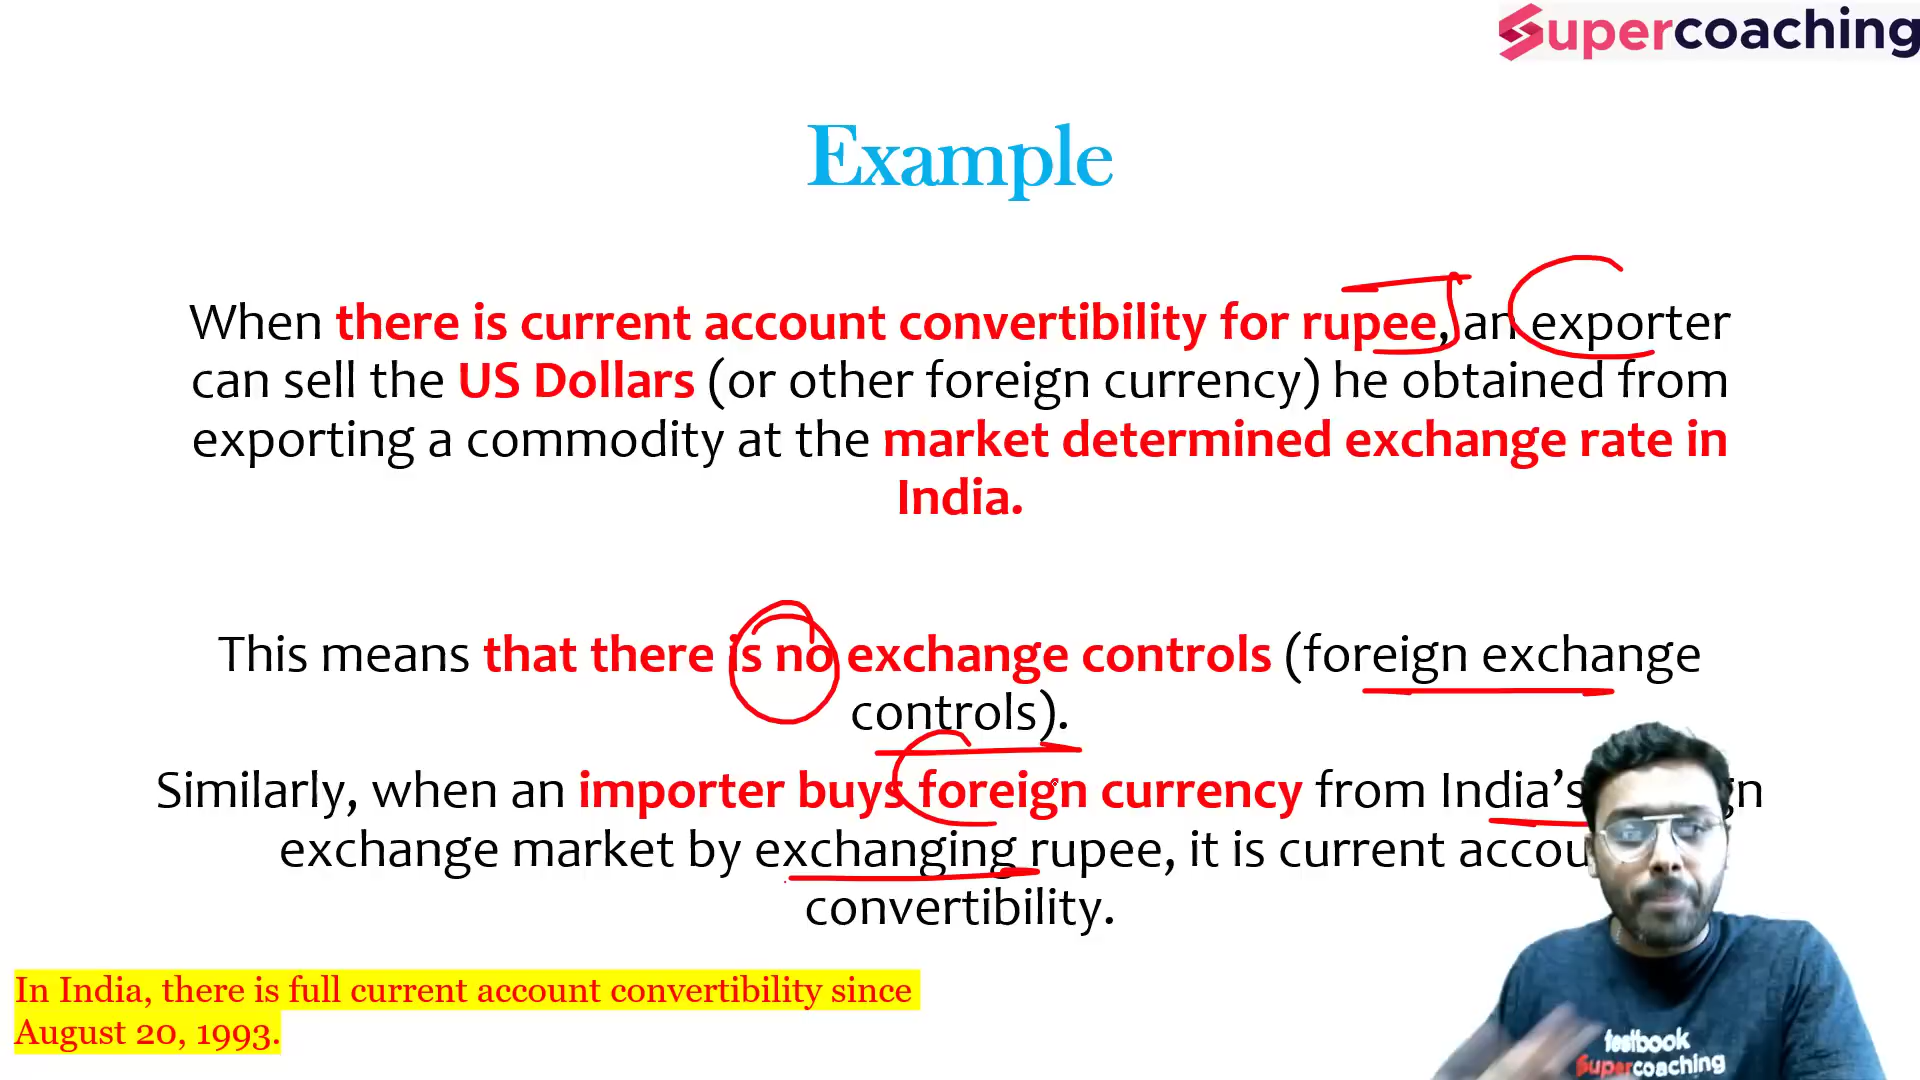 Supercoaching
Example
When there is current account convertibility for rupee, an exporter
can sell the US Dollars (or other foreign currency) he obtained from
exporting a commodity at the market determined exchange rate in
India.
This means that there is no exchange controls (foreign exchange
controls).
Similarly, when an importer buys foreign currency from India's
exchange market by exchanging rupee, it is current
convertibility.
In India, there is full current account convertibility since
August 20, 1993.
testbook
Supercoaching